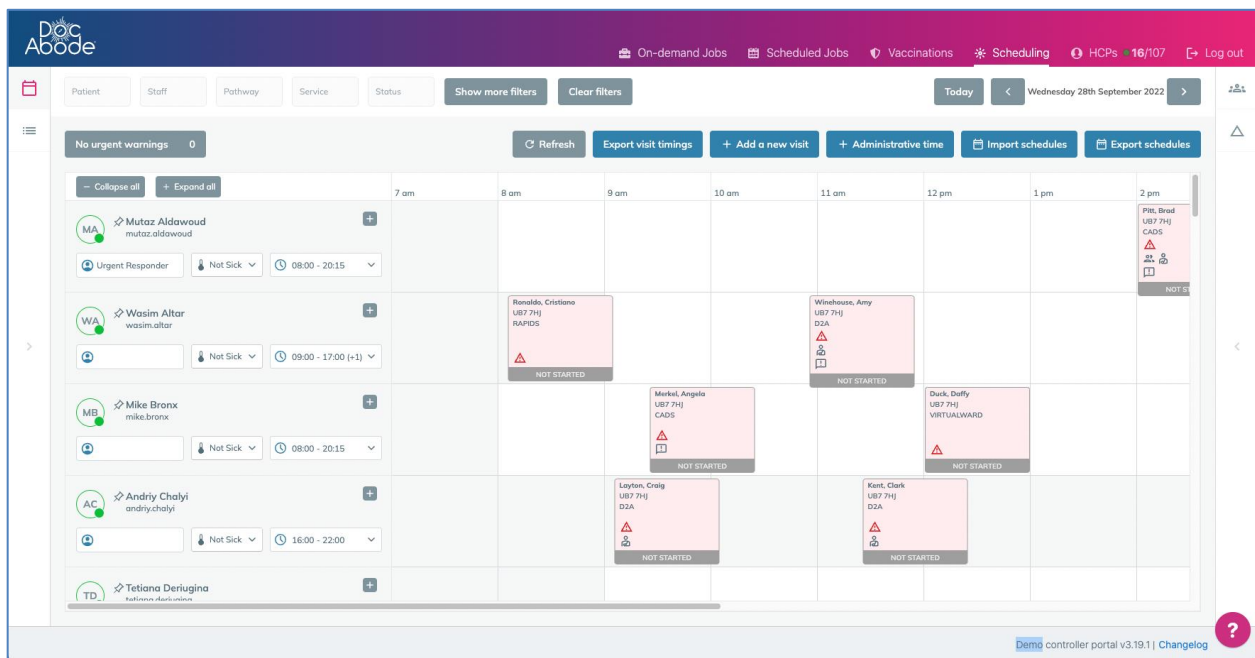 Doc
Abode
On-demand Jobs
Scheduled Jobs
Vaccinations
Scheduling
HCPs 16/107
Log out
Patient
Staff
Pathway
Service
Status
Show more filters
Clear filters
Today
<
Wednesday 28th September 2022
>
No urgent warnings 0
Refresh
Export visit timings
+ Add a new visit
+ Administrative time
Import schedules
Export schedules
− Collapse all
+ Expand all
7 am
8 am
9 am
10 am
11 am
12 pm
1 pm
2 pm
MA
Mutaz Aldawoud
mutaz.aldawoud
+
Urgent Responder
Not Sick
08:00 - 20:15
Pitt, Brad
UB7 7HJ
CADS
NOT ST
WA
Wasim Altar
wasim.altar
+
Not Sick
09:00 - 17:00 (+1)
Ronaldo, Cristiano
UB7 7HJ
RAPIDS
NOT STARTED
Winehouse, Amy
UB7 7HJ
D2A
NOT STARTED
MB
Mike Bronx
mike.bronx
+
Not Sick
08:00 - 20:15
Merkel, Angela
UB7 7HJ
CADS
NOT STARTED
Duck, Daffy
UB7 7HJ
VIRTUALWARD
NOT STARTED
AC
Andriy Chalyi
andriy.chalyi
+
Not Sick
16:00 - 22:00
Layton, Craig
UB7 7HJ
D2A
NOT STARTED
Kent, Clark
UB7 7HJ
D2A
NOT STARTED
TD
Tetiana Deriugina
tetiana.deriugina
+
?
Demo controller portal v3.19.1 | Changelog